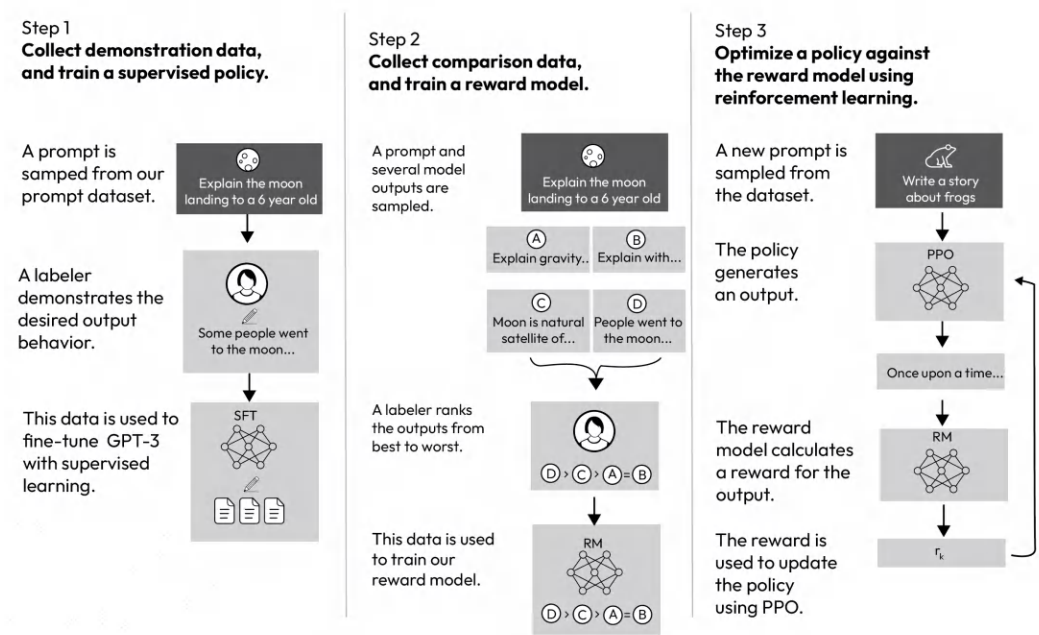 Step 1
Collect demonstration data,
and train a supervised policy.
A prompt is
samped from our
prompt dataset.
Explain the moon
landing to a 6 year old
A labeler
demonstrates the
desired output
behavior.
Some people went
to the moon...
This data is used to
fine-tune GPT-3
with supervised
learning.
SFT
Step 2
Collect comparison data,
and train a reward model.
A prompt and
several model
outputs are
sampled.
Explain the moon
landing to a 6 year old
A
Explain gravity...
B
Explain with...
C
Moon is natural
satellite of...
D
People went to
the moon...
A labeler ranks
the outputs from
best to worst.
D > C > A = B
This data is used
to train our
reward model.
RM
D > C > A = B
Step 3
Optimize a policy against
the reward model using
reinforcement learning.
A new prompt is
sampled from
the dataset.
Write a story
about frogs
The policy
generates
an output.
PPO
Once upon a time...
The reward
model calculates
a reward for the
output.
RM
The reward is
used to update
the policy
using PPO.
rk